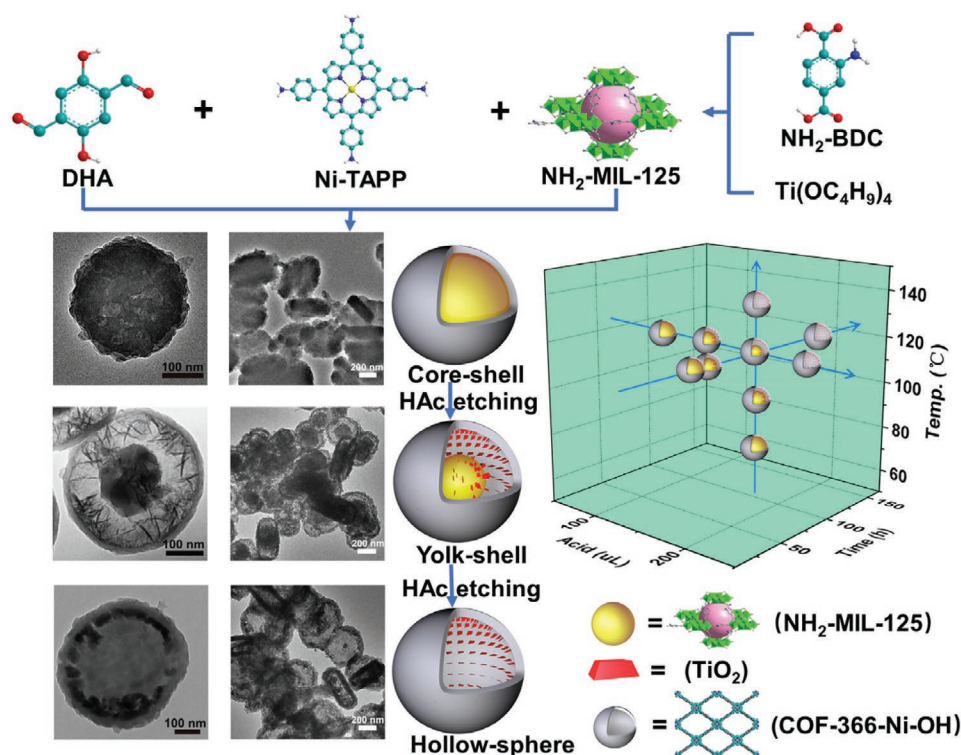 DHA
+
Ni-TAPP
+
NH₂-MIL-125
NH₂-BDC
Ti(OC₄H₉)₄
100 nm
200 nm
Core-shell
HAc etching
100 nm
200 nm
Yolk-shell
HAc etching
100 nm
200 nm
Hollow-sphere
140
120
100
80
60
Temp. (℃)
100
200
Acid (uL)
50
100
150
Time (h)
= (NH₂-MIL-125)
= (TiO₂)
= (COF-366-Ni-OH)